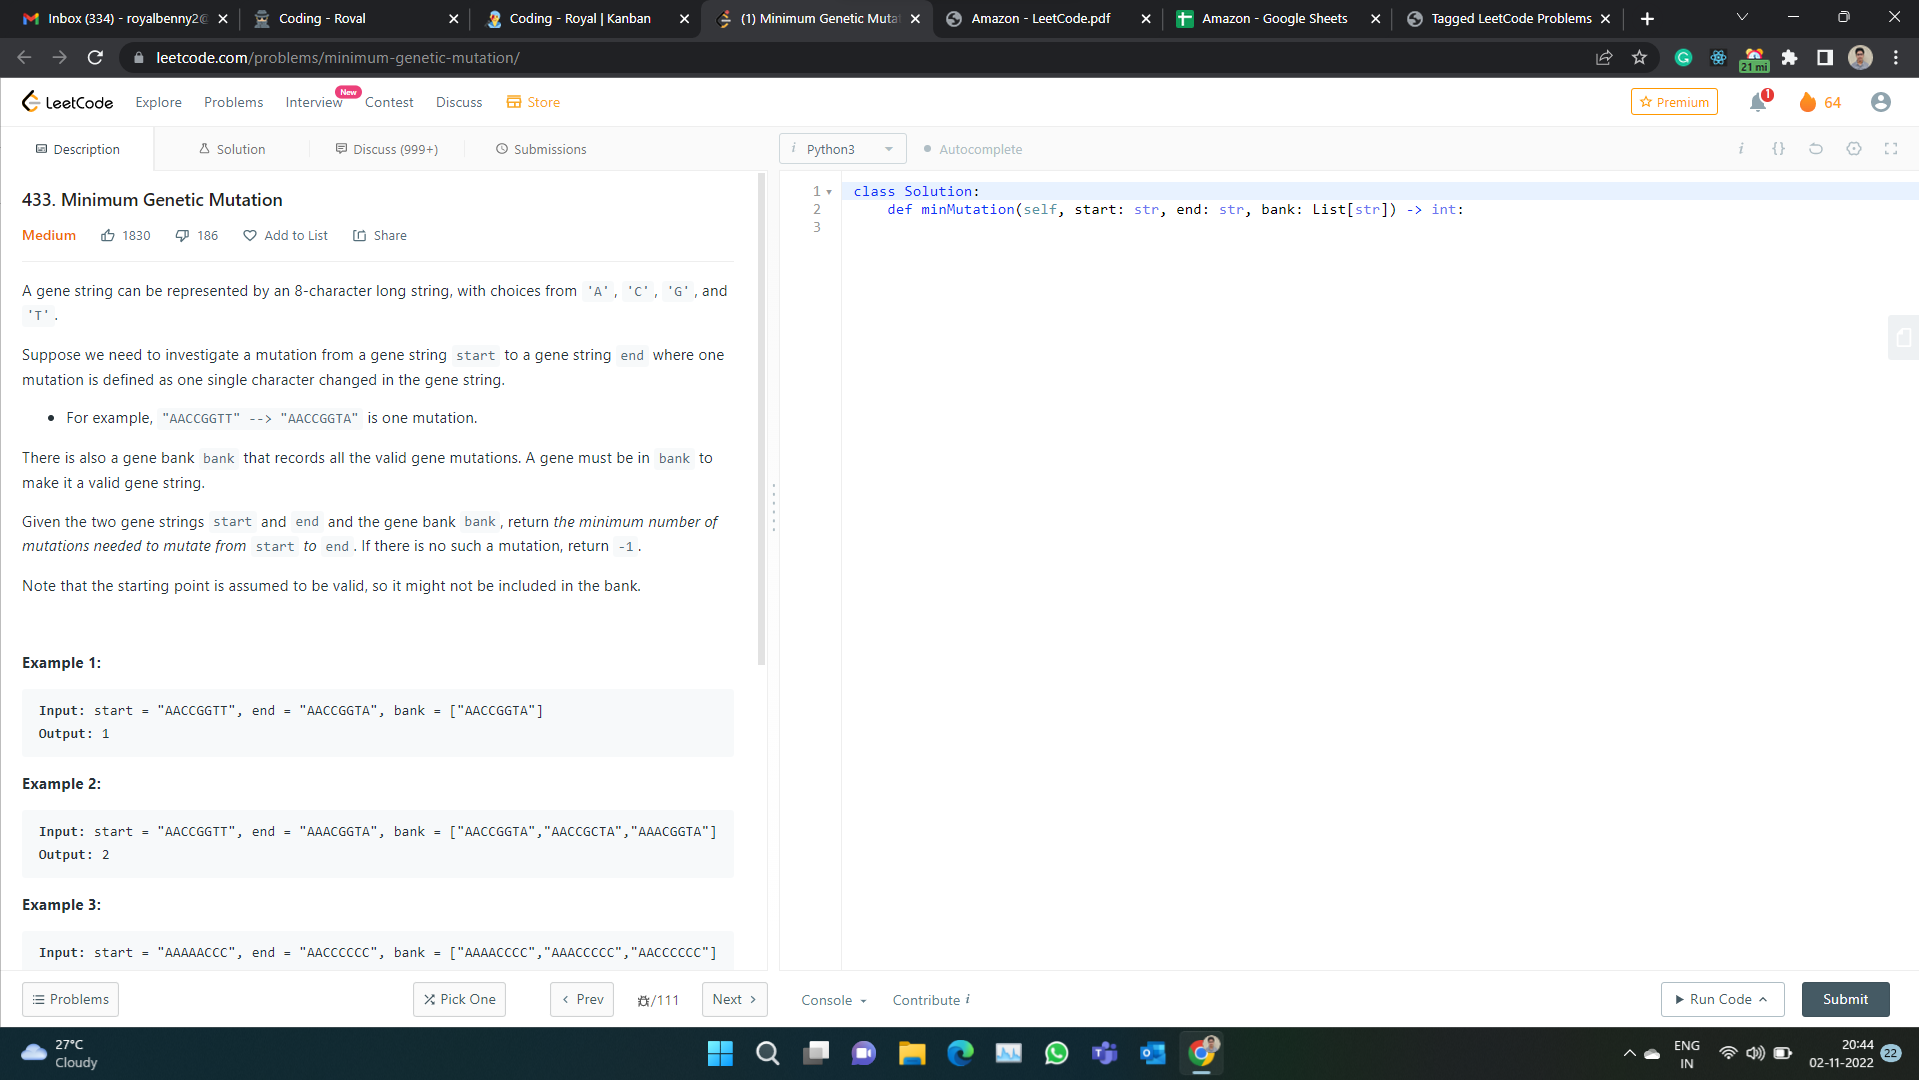 Inbox (334) - royalbenny2@
Coding - Royal
Coding - Royal | Kanban
(1) Minimum Genetic Mutat
Amazon - LeetCode.pdf
Amazon - Google Sheets
Tagged LeetCode Problems
leetcode.com/problems/minimum-genetic-mutation/
21 mi
LeetCode
Explore
Problems
Interview
New
Contest
Discuss
Store
Premium
1
64
Description
Solution
Discuss (999+)
Submissions
i Python3
Autocomplete
i {}
433. Minimum Genetic Mutation
Medium
1830
186
Add to List
Share
A gene string can be represented by an 8-character long string, with choices from 'A', 'C', 'G', and
'T'.
Suppose we need to investigate a mutation from a gene string start to a gene string end where one
mutation is defined as one single character changed in the gene string.
• For example, "AACCGGTT" --> "AACCGGTA" is one mutation.
There is also a gene bank bank that records all the valid gene mutations. A gene must be in bank to
make it a valid gene string.
Given the two gene strings start and end and the gene bank bank, return the minimum number of
mutations needed to mutate from start to end. If there is no such a mutation, return -1.
Note that the starting point is assumed to be valid, so it might not be included in the bank.
Example 1:
Input: start = "AACCGGTT", end = "AACCGGTA", bank = ["AACCGGTA"]
Output: 1
Example 2:
Input: start = "AACCGGTT", end = "AAACGGTA", bank = ["AACCGGTA","AACCGCTA","AAACGGTA"]
Output: 2
Example 3:
Input: start = "AAAAACCC", end = "AACCCCCC", bank = ["AAAACCCC","AAACCCCC","AACCCCCC"]
1 class Solution:
2 def minMutation(self, start: str, end: str, bank: List[str]) -> int:
3
Problems
Pick One
Prev
/111
Next
Console
Contribute i
Run Code
Submit
27°C
Cloudy
ENG
IN
20:44
02-11-2022
22